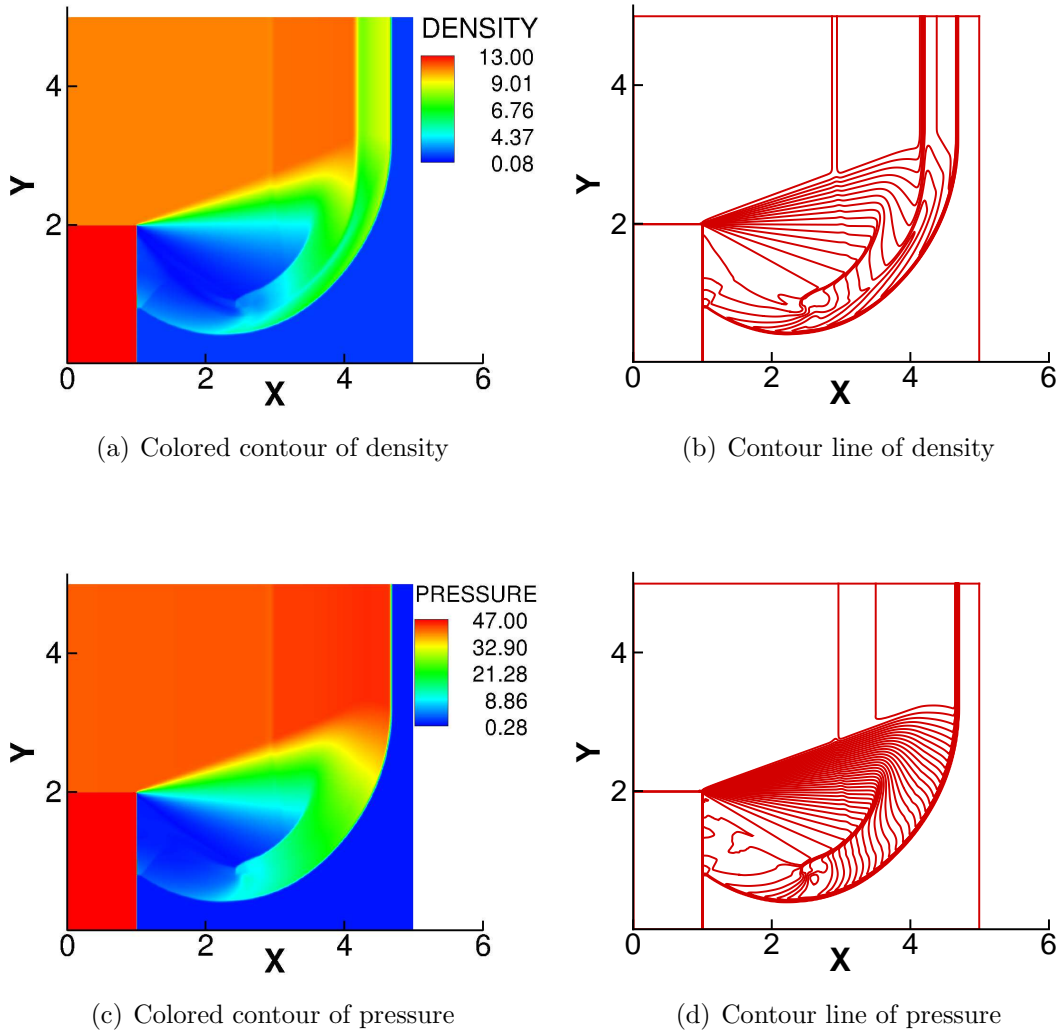 DENSITY
13.00
9.01
6.76
4.37
0.08
Y
4
2
0 2 4 6
X
(a) Colored contour of density
Y
4
2
0 2 4 6
X
(b) Contour line of density
PRESSURE
47.00
32.90
21.28
8.86
0.28
Y
4
2
0 2 4 6
X
(c) Colored contour of pressure
Y
4
2
0 2 4 6
X
(d) Contour line of pressure